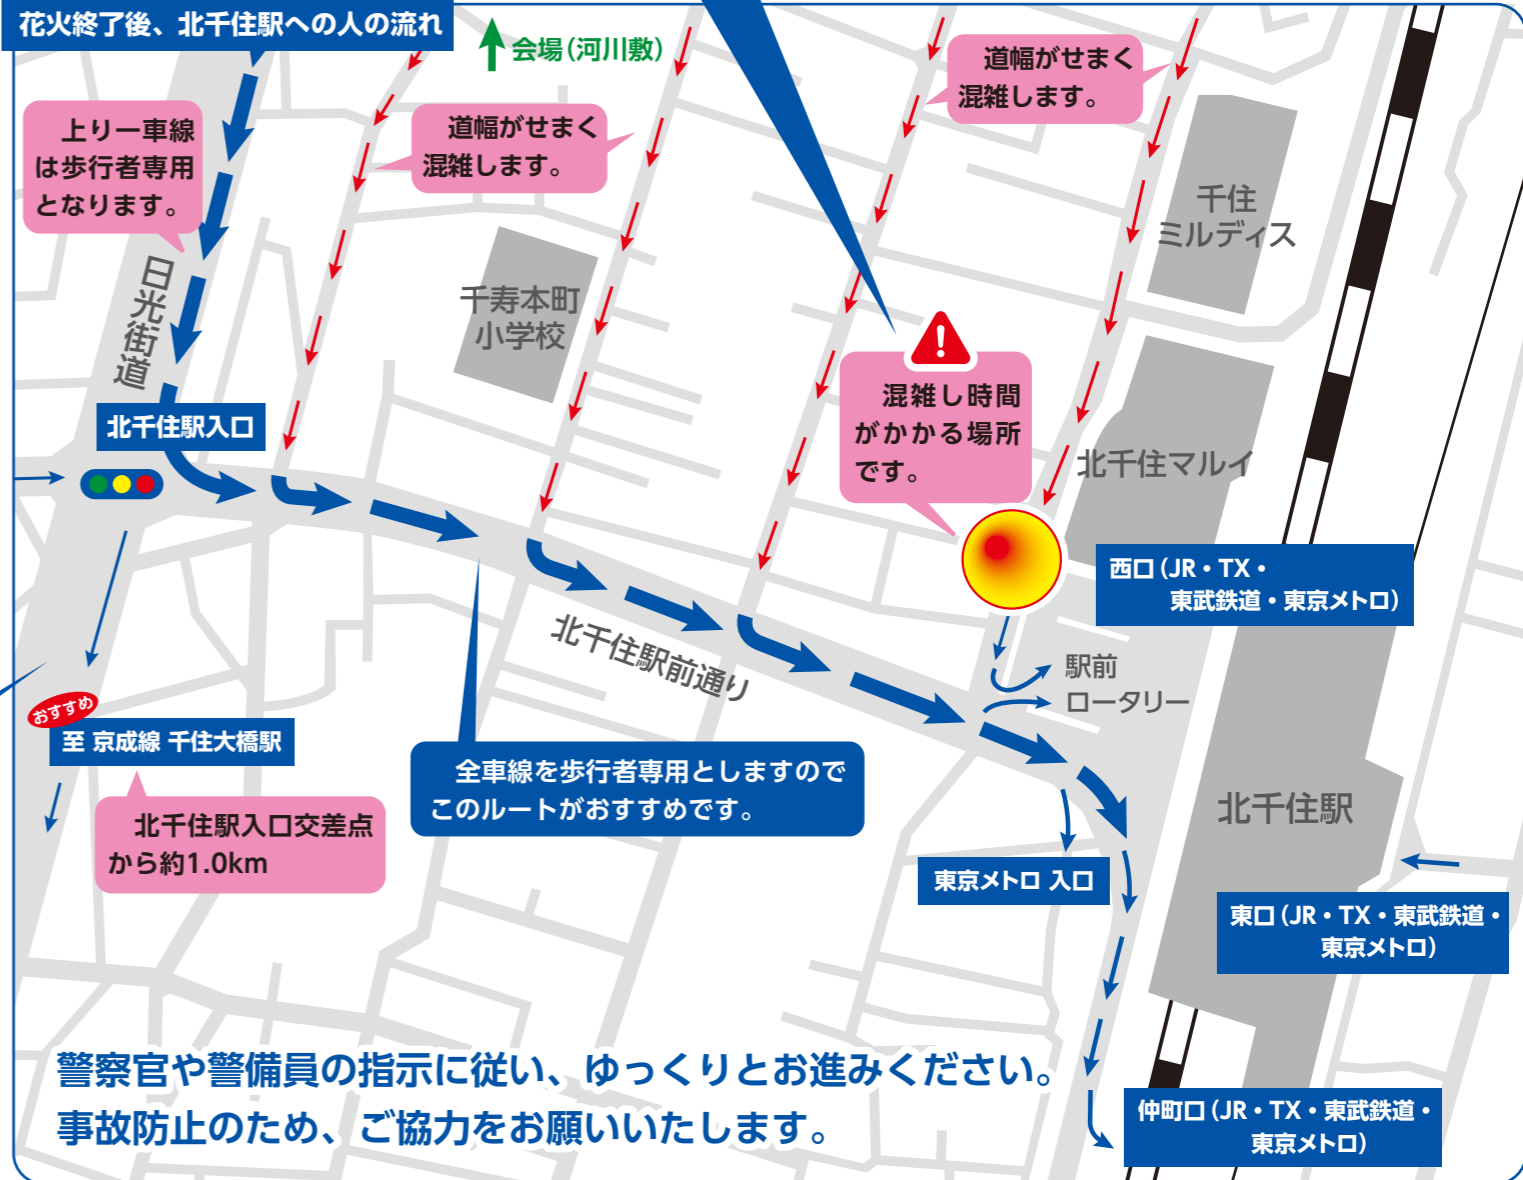 花火終了後、北千住駅への人の流れ
会場(河川敷)
道幅がせまく
混雑します。
上り一車線
は歩行者専用
となります。
道幅がせまく
混雑します。
千住
ミルディス
日光街道
千寿本町
小学校
混雑し時間
がかかる場所
です。
北千住駅入口
北千住マルイ
西口(JR・TX・
東武鉄道・東京メトロ)
北千住駅前通り
駅前
ロータリー
おすすめ
至 京成線 千住大橋駅
全車線を歩行者専用としますので
このルートがおすすめです。
北千住駅
北千住駅入口交差点
から約1.0km
東京メトロ 入口
東口(JR・TX・東武鉄道・
東京メトロ)
警察官や警備員の指示に従い、ゆっくりとお進みください。
事故防止のため、ご協力をお願いいたします。
仲町口(JR・TX・東武鉄道・
東京メトロ)